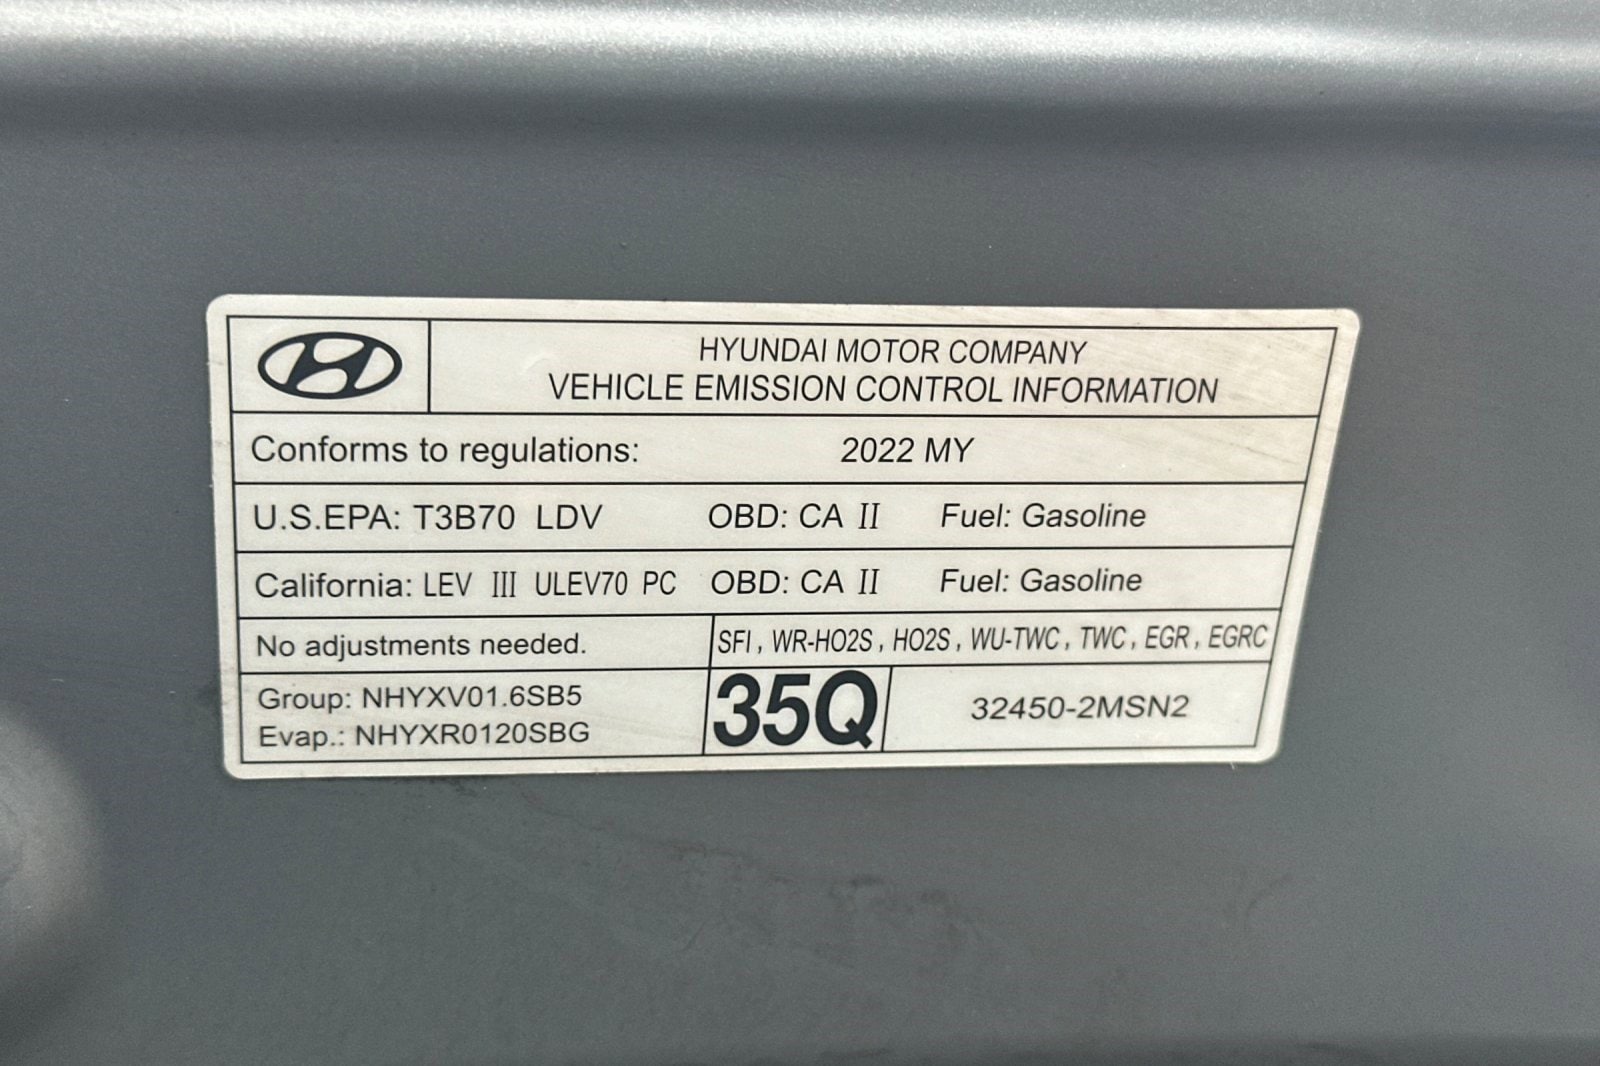 HYUNDAI MOTOR COMPANY
VEHICLE EMISSION CONTROL INFORMATION
Conforms to regulations: 2022 MY
U.S.EPA: T3B70 LDV OBD: CA II Fuel: Gasoline
California: LEV III ULEV70 PC OBD: CA II Fuel: Gasoline
No adjustments needed. SFI, WR-HO2S, HO2S, WU-TWC, TWC, EGR, EGRC
Group: NHYXV01.6SB5
Evap.: NHYXR0120SBG
35Q 32450-2MSN2